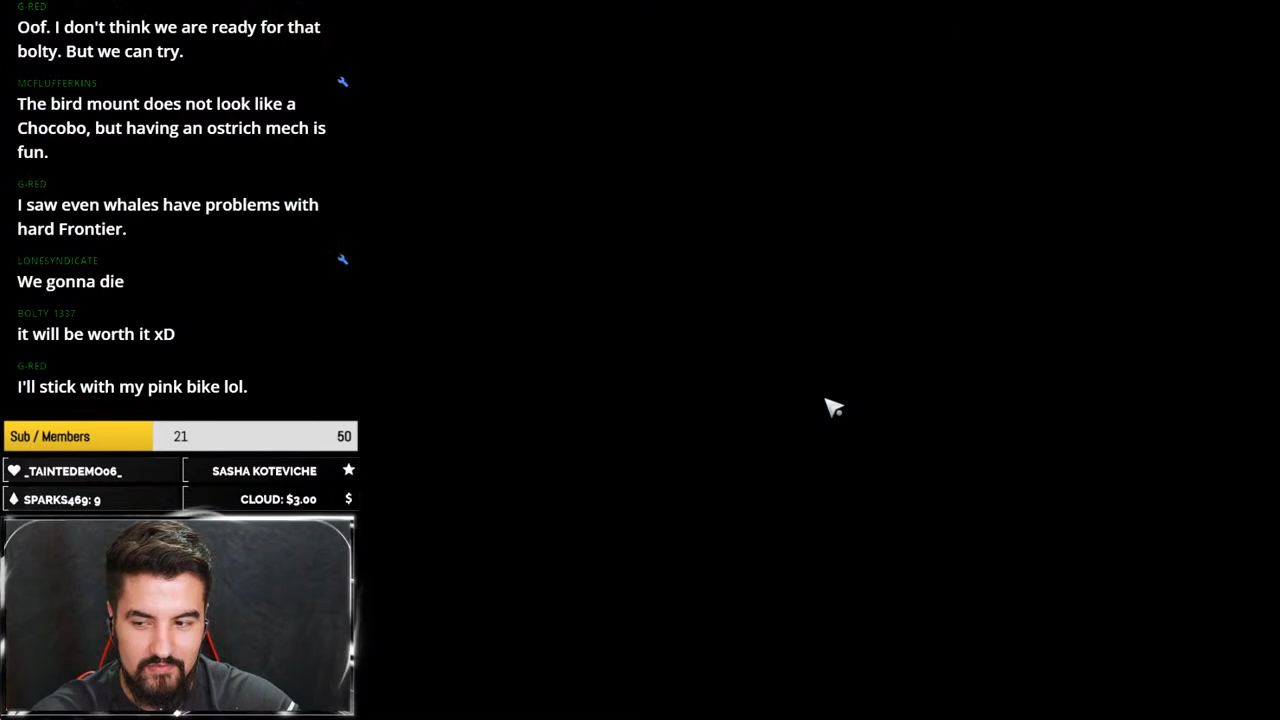 G-RED
Oof. I don't think we are ready for that
bolty. But we can try.
MCFLUFFERKINS
The bird mount does not look like a
Chocobo, but having an ostrich mech is
fun.
G-RED
I saw even whales have problems with
hard Frontier.
LONESYNDICATE
We gonna die
BOLTY 1337
it will be worth it xD
G-RED
I'll stick with my pink bike lol.
Sub / Members 21 50
_TAINTEDEMO06_ SASHA KOTEVICHE
SPARKS469: 9 CLOUD: $3.00 $